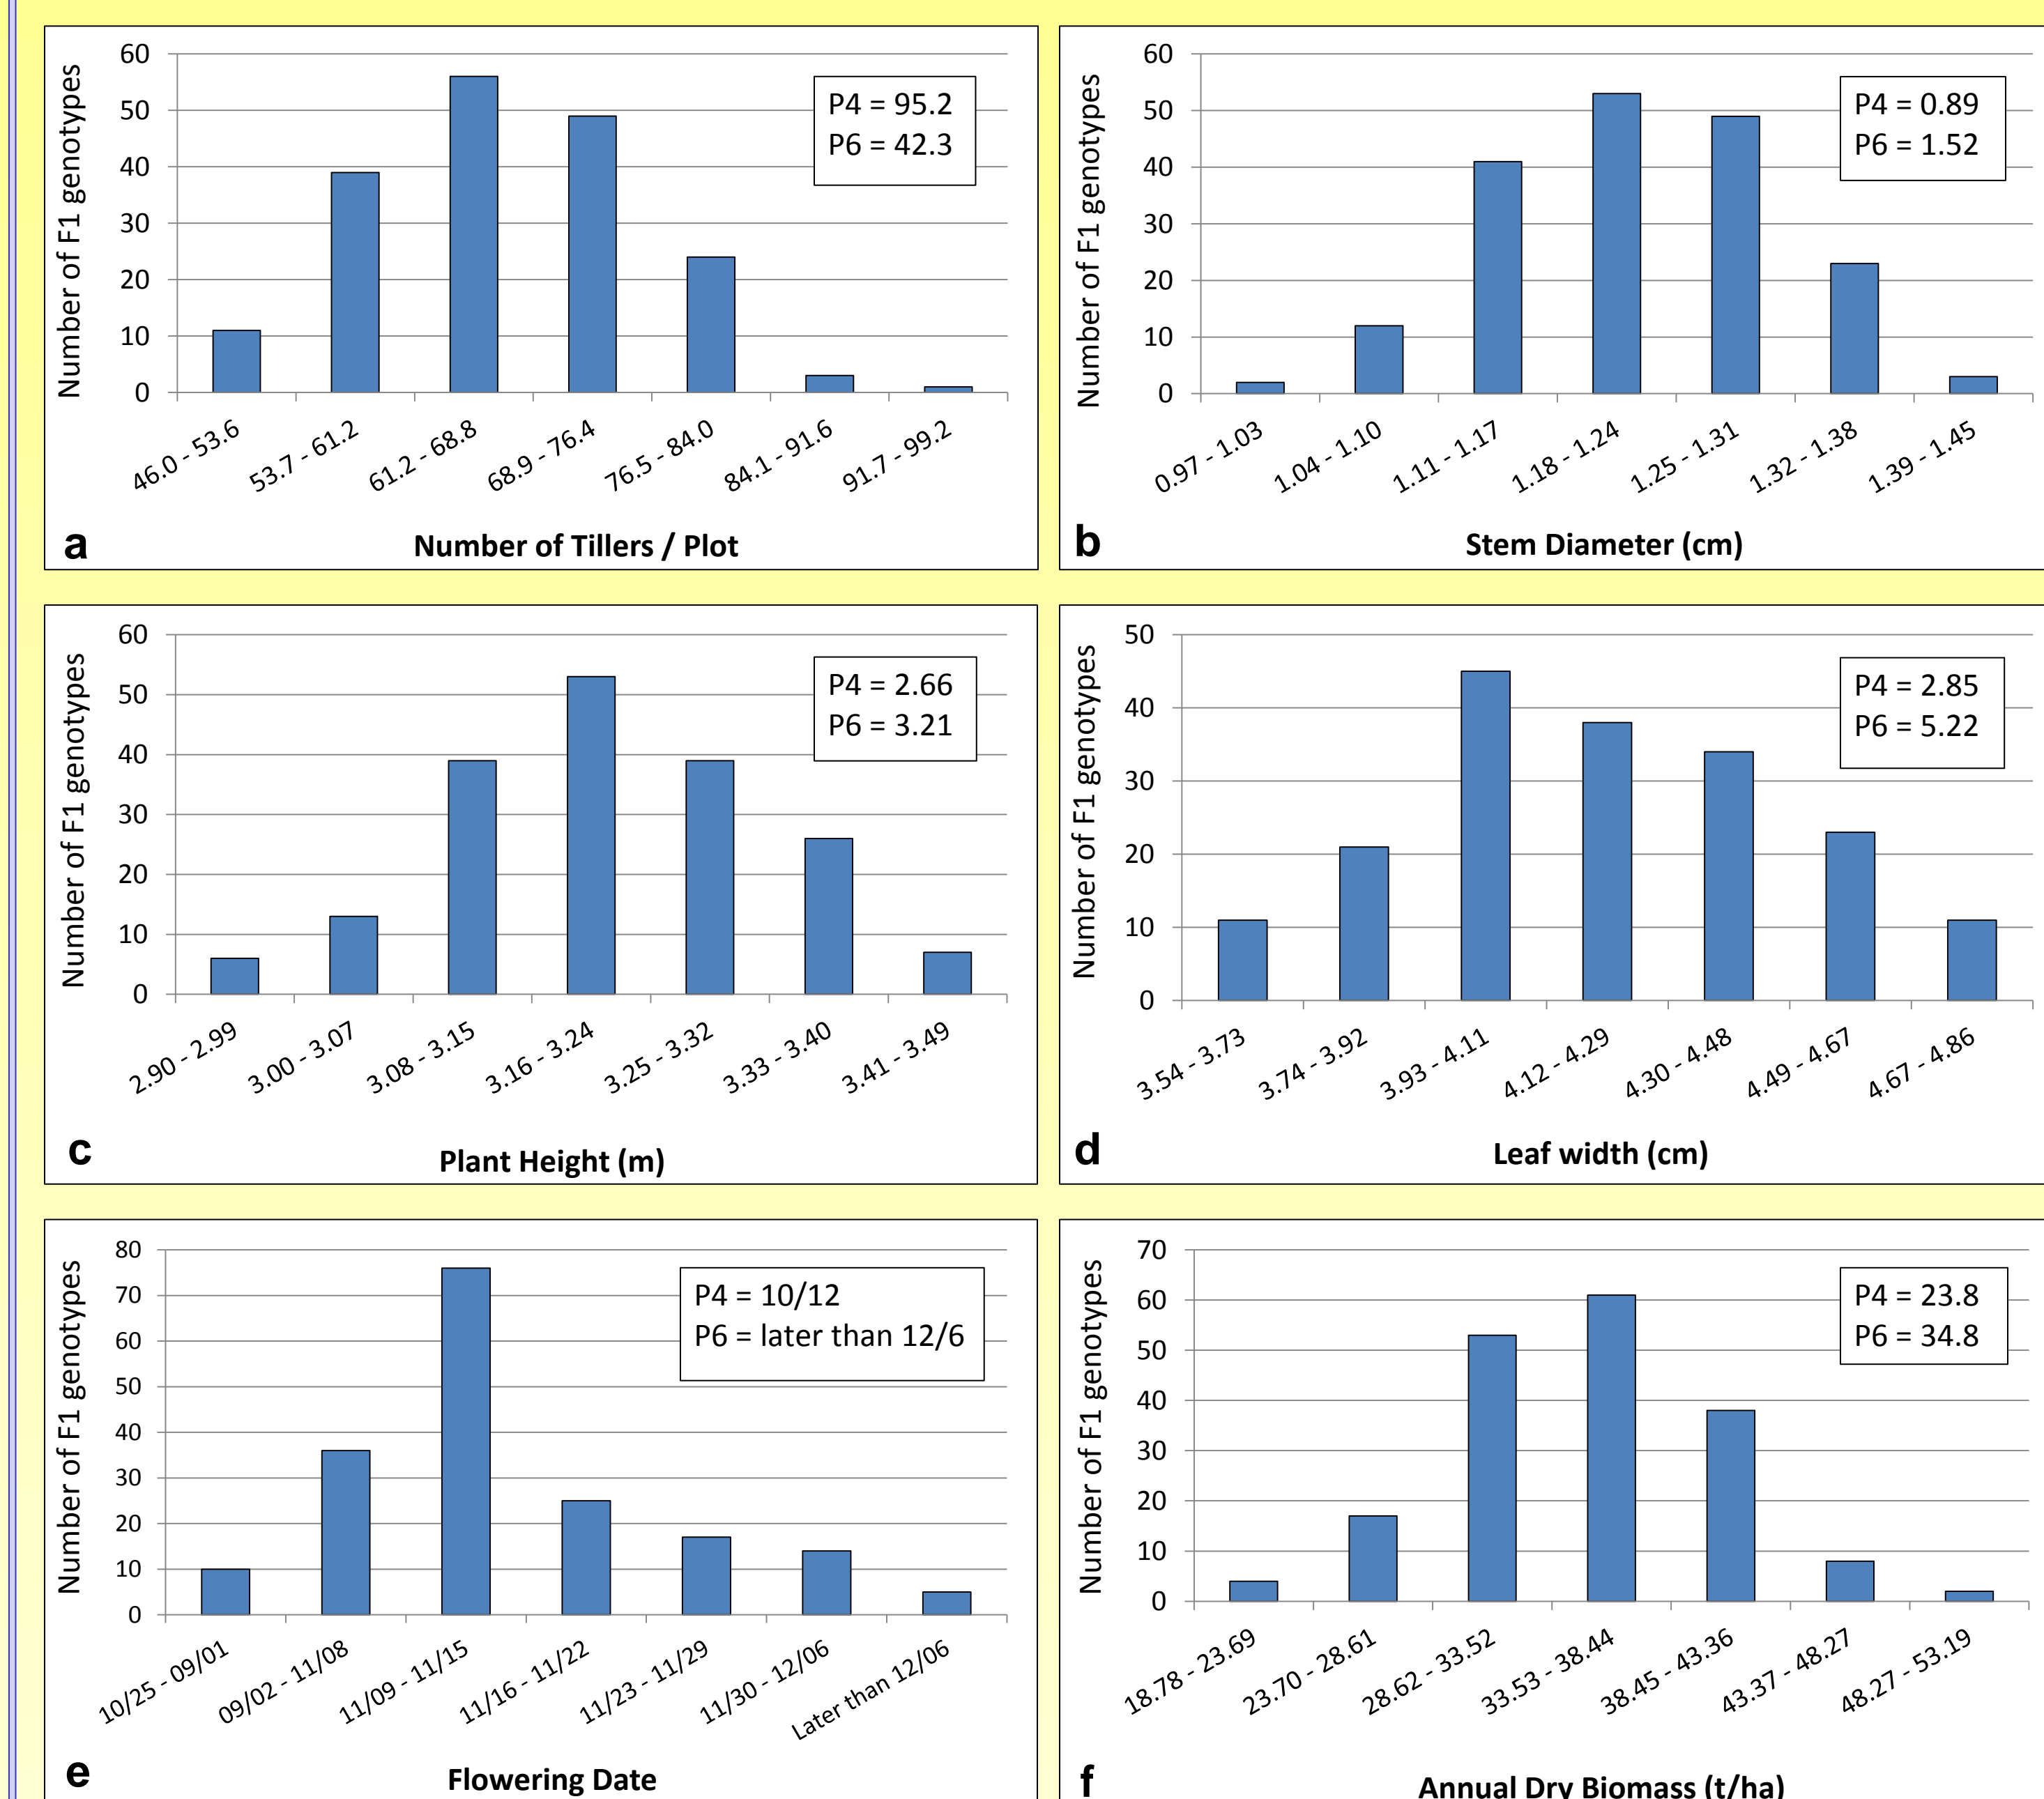 Number of F1 genotypes
60
50
40
30
20
10
0
P4 = 95.2
P6 = 42.3
46.0 - 53.6
53.7 - 61.2
61.2 - 68.8
68.9 - 76.4
76.5 - 84.0
84.1 - 91.6
91.7 - 99.2
a
Number of Tillers / Plot
Number of F1 genotypes
60
50
40
30
20
10
0
P4 = 0.89
P6 = 1.52
0.97 - 1.03
1.04 - 1.10
1.11 - 1.17
1.18 - 1.24
1.25 - 1.31
1.32 - 1.38
1.39 - 1.45
b
Stem Diameter (cm)
Number of F1 genotypes
60
50
40
30
20
10
0
P4 = 2.66
P6 = 3.21
2.90 - 2.99
3.00 - 3.07
3.08 - 3.15
3.16 - 3.24
3.25 - 3.32
3.33 - 3.40
3.41 - 3.49
c
Plant Height (m)
Number of F1 genotypes
50
40
30
20
10
0
P4 = 2.85
P6 = 5.22
3.54 - 3.73
3.74 - 3.92
3.93 - 4.11
4.12 - 4.29
4.30 - 4.48
4.49 - 4.67
4.67 - 4.86
d
Leaf width (cm)
Number of F1 genotypes
80
70
60
50
40
30
20
10
0
P4 = 10/12
P6 = later than 12/6
10/25 - 09/01
09/02 - 11/08
11/09 - 11/15
11/16 - 11/22
11/23 - 11/29
11/30 - 12/06
Later than 12/06
e
Flowering Date
Number of F1 genotypes
70
60
50
40
30
20
10
0
P4 = 23.8
P6 = 34.8
18.78 - 23.69
23.70 - 28.61
28.62 - 33.52
33.53 - 38.44
38.45 - 43.36
43.37 - 48.27
48.27 - 53.19
f
Annual Dry Biomass (t/ha)